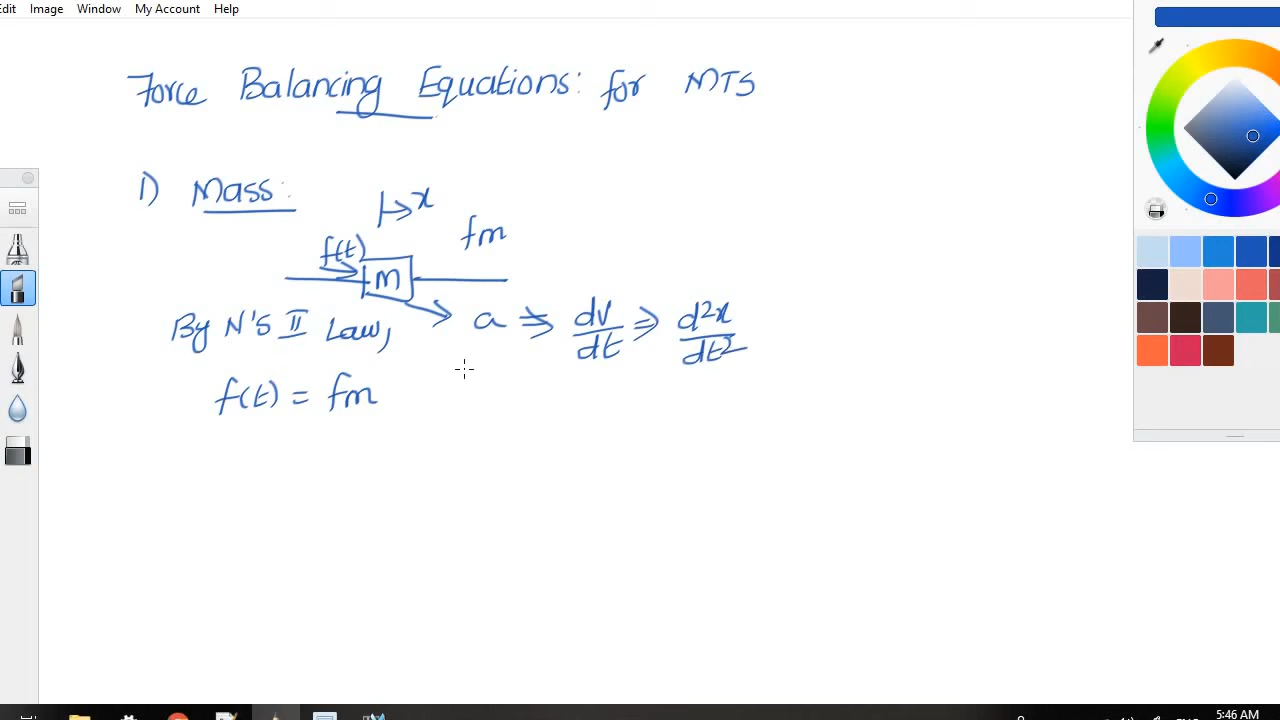 Edit Image Window My Account Help
Force Balancing Equations: for MTS
1) Mass:
x
fm
f(t)
m
By N's II Law,
a ⇒ dv/dt ⇒ d²x/dt²
f(t) = fm
5:46 AM